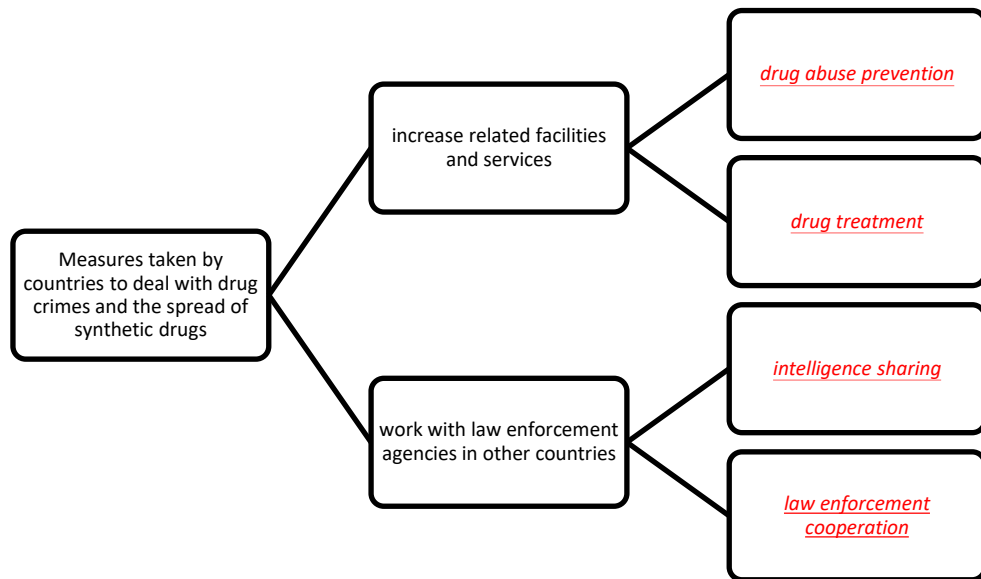 Measures taken by
countries to deal with drug
crimes and the spread of
synthetic drugs
increase related facilities
and services
drug abuse prevention
drug treatment
work with law enforcement
agencies in other countries
intelligence sharing
law enforcement
cooperation